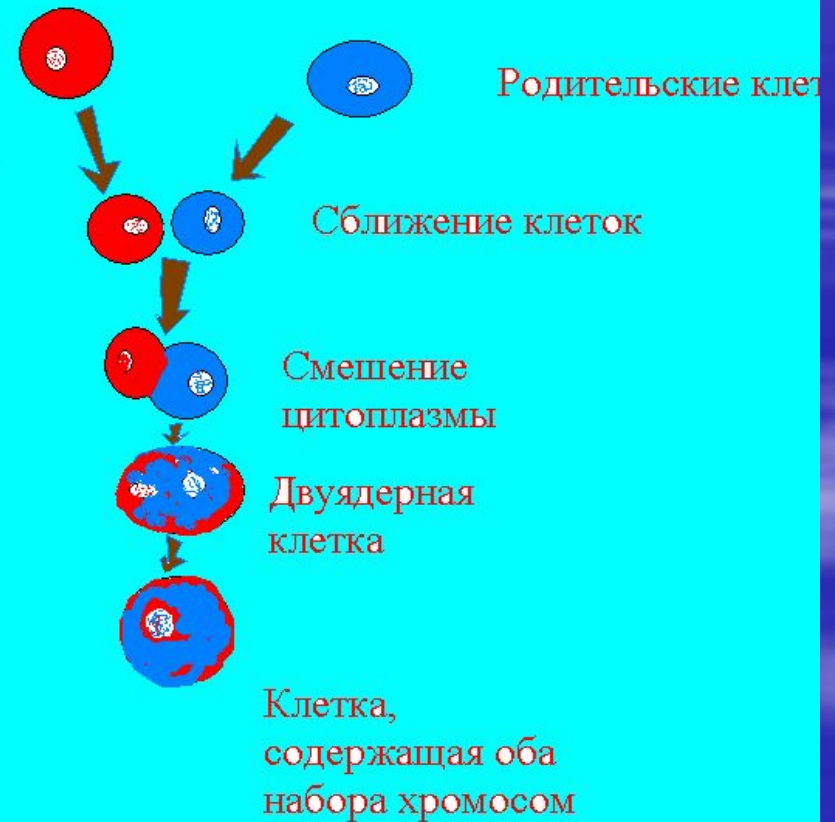 Родительские клет
Сближение клеток
Смешение
цитоплазмы
Двуядерная
клетка
Клетка,
содержащая оба
набора хромосом